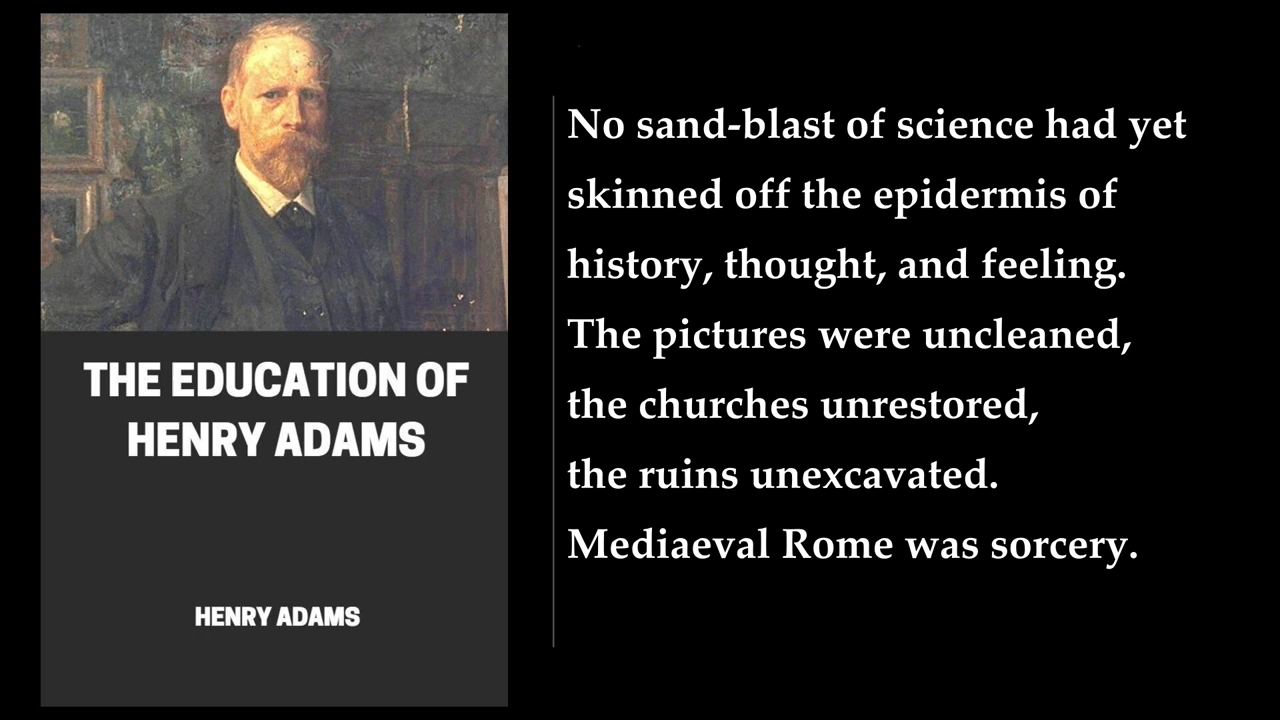 THE EDUCATION OF
HENRY ADAMS
HENRY ADAMS
No sand-blast of science had yet
skinned off the epidermis of
history, thought, and feeling.
The pictures were uncleaned,
the churches unrestored,
the ruins unexcavated.
Mediaeval Rome was sorcery.